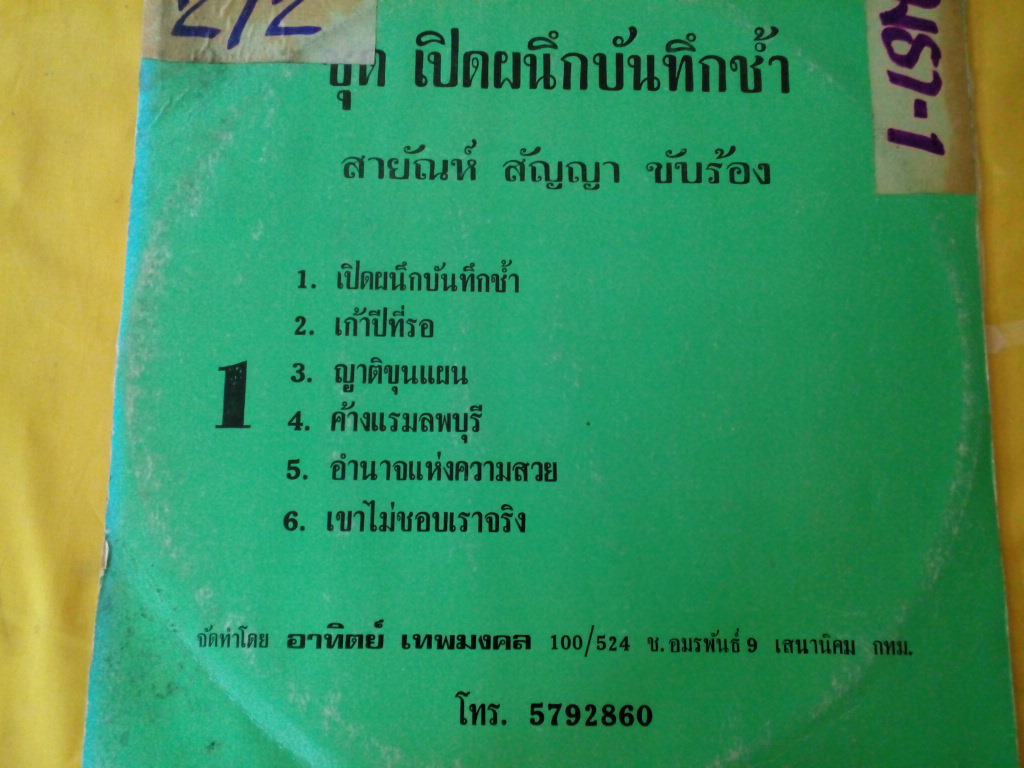 212
ชุด เปิดผนึกบันทึกช้ำ
สายัณห์ สัญญา ขับร้อง
1
1. เปิดผนึกบันทึกช้ำ
2. เก้าปีที่รอ
3. ญาติขุนแผน
4. ค้างแรมลพบุรี
5. อำนาจแห่งความสวย
6. เขาไม่ชอบเราจริง
จัดทำโดย อาทิตย์ เทพมงคล 100/524 ซ.อมรพันธ์ 9 เสนานิคม กทม.
โทร. 5792860